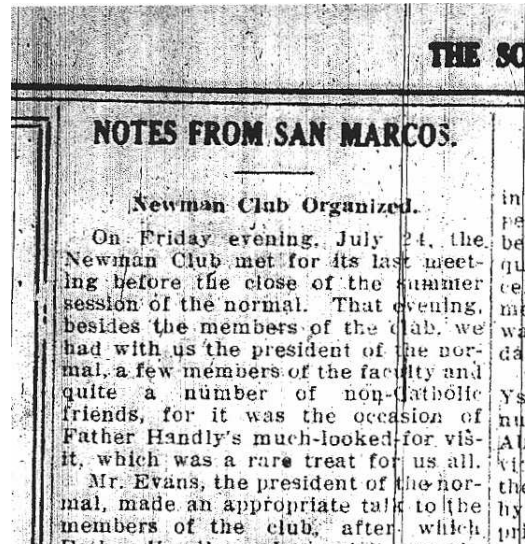 THE SO
NOTES FROM SAN MARCOS.
Newman Club Organized.
On Friday evening, July 24, the
Newman Club met for its last meet-
ing before the close of the summer
session of the normal. That evening,
besides the members of the club, we
had with us the president of the nor-
mal, a few members of the faculty and
quite a number of non-Catholic
friends, for it was the occasion of
Father Handly's much-looked-for vis-
it, which was a rare treat for us all.
Mr. Evans, the president of the nor-
mal, made an appropriate talk to the
members of the club, after which
in
pe
be
qu
ce
me
wa
da
Ys
nu
AL
vi
the
hy
pr